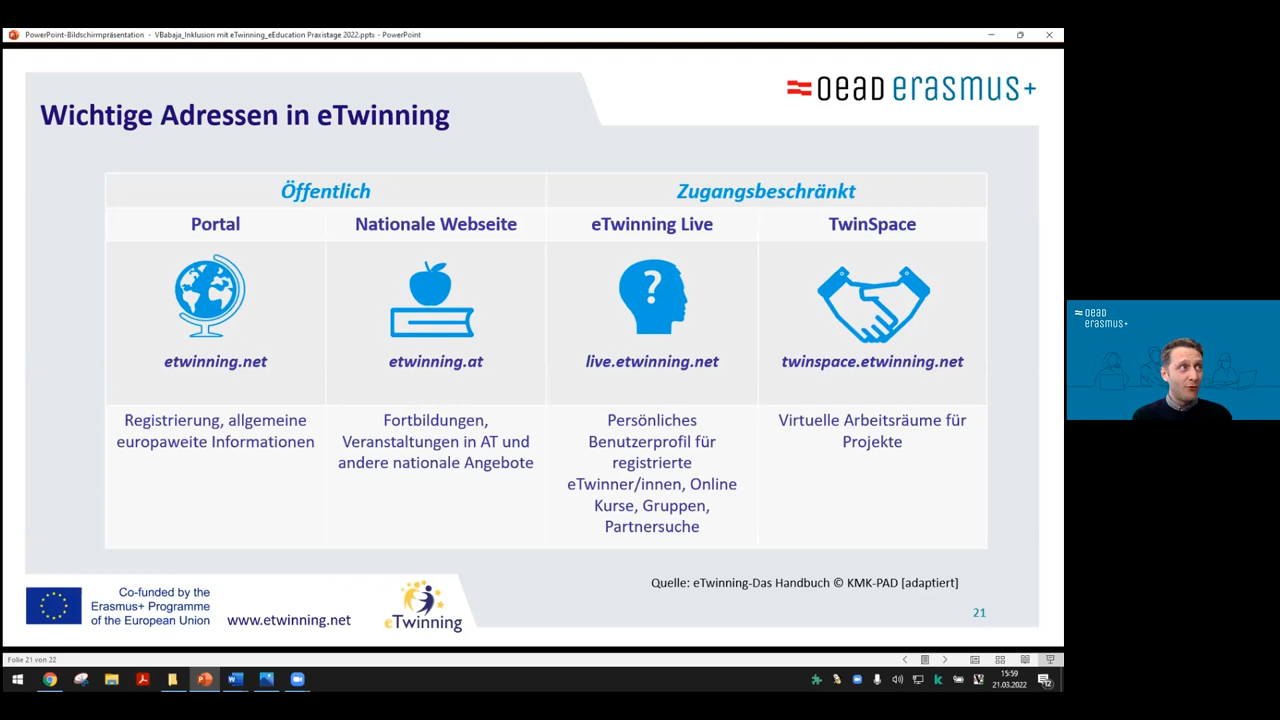 PowerPoint-Bildschirmpräsentation - VBabaja_Inklusion mit eTwinning_eEducation Praxistage 2022.pptx - PowerPoint
OEAD erasmus+
Wichtige Adressen in eTwinning
Öffentlich
Zugangsbeschränkt
Portal
Nationale Webseite
eTwinning Live
TwinSpace
?
etwinning.net
etwinning.at
live.etwinning.net
twinspace.etwinning.net
Registrierung, allgemeine
europaweite Informationen
Fortbildungen,
Veranstaltungen in AT und
andere nationale Angebote
Persönliches
Benutzerprofil für
registrierte
eTwinner/innen, Online
Kurse, Gruppen,
Partnersuche
Virtuelle Arbeitsräume für
Projekte
Quelle: eTwinning-Das Handbuch © KMK-PAD [adaptiert]
Co-funded by the
Erasmus+ Programme
of the European Union
www.etwinning.net
eTwinning
21
Folie 21 von 22
15:59
21.03.2022
12
OEAD
erasmus+